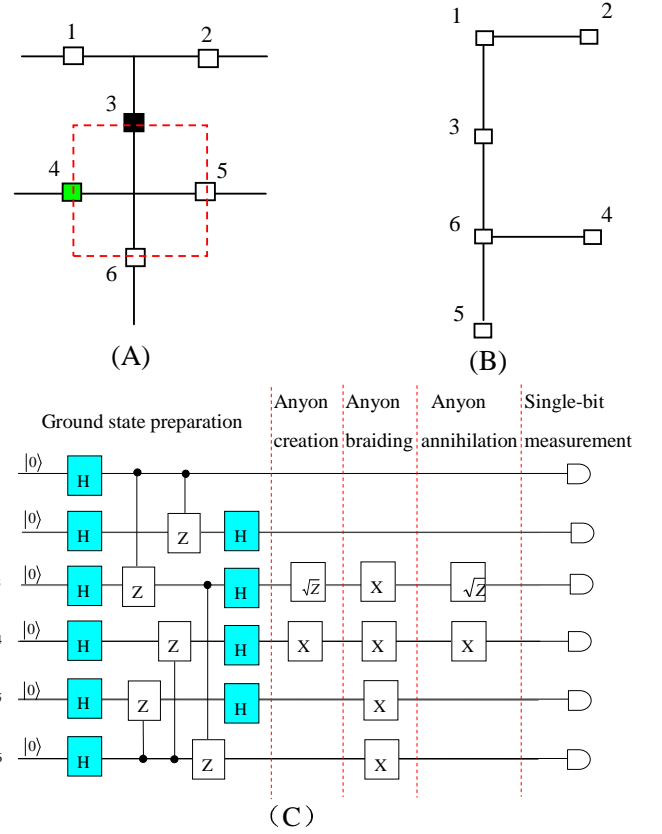 1
2
3
4
5
6
(A)
1
2
3
6
4
5
(B)
Ground state preparation
Anyon creation
Anyon braiding
Anyon annihilation
Single-bit measurement
|0⟩ H
|0⟩ H Z H
|0⟩ H Z H √Z X √Z
4 |0⟩ H Z H X X X
|0⟩ H Z H X
|0⟩ H Z X
(C)